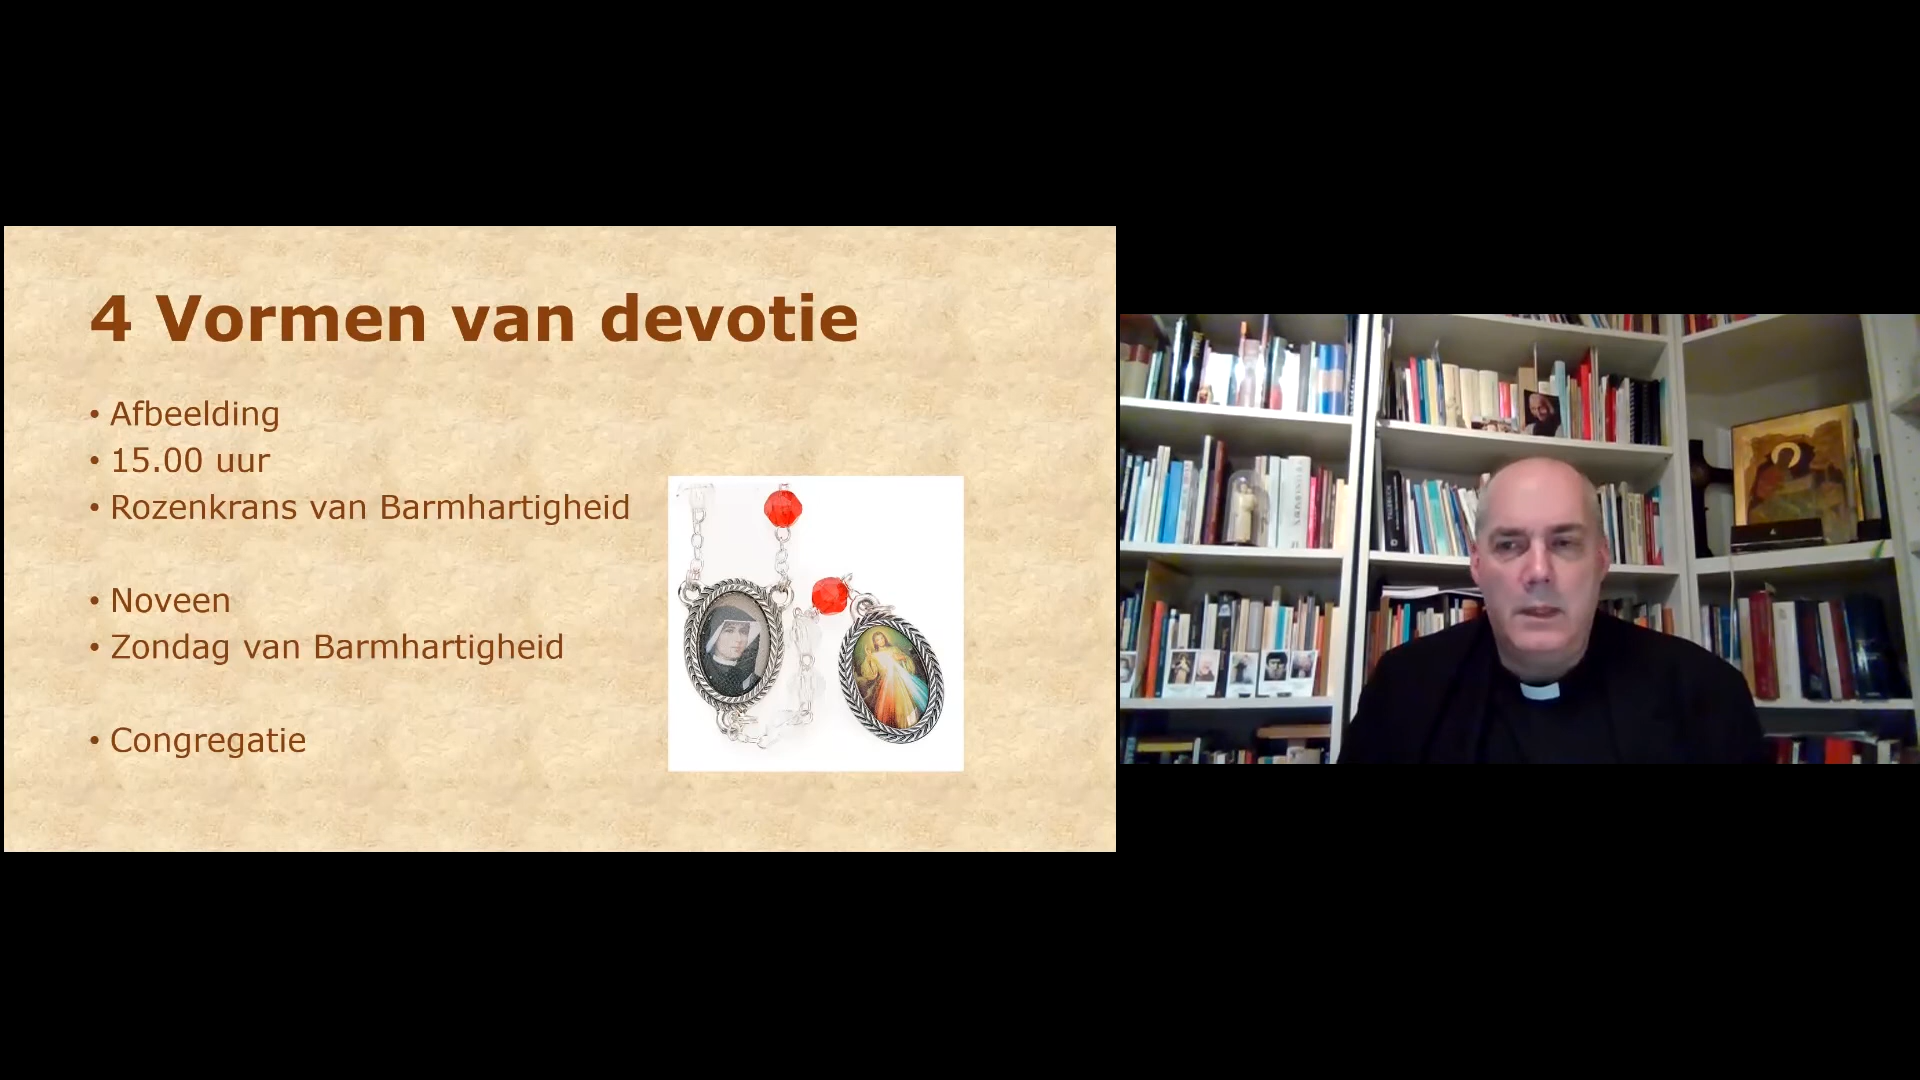 4 Vormen van devotie
• Afbeelding
• 15.00 uur
• Rozenkrans van Barmhartigheid
• Noveen
• Zondag van Barmhartigheid
• Congregatie